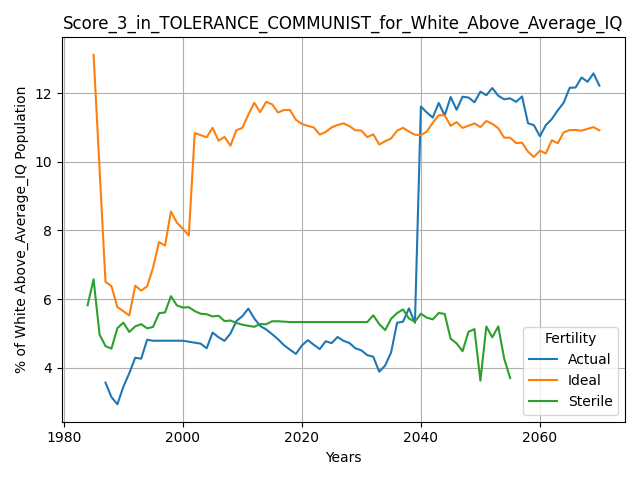 Score_3_in_TOLERANCE_COMMUNIST_for_White_Above_Average_IQ
% of White Above_Average_IQ Population
12
10
8
6
4
1980 2000 2020 2040 2060
Years
Fertility
Actual
Ideal
Sterile